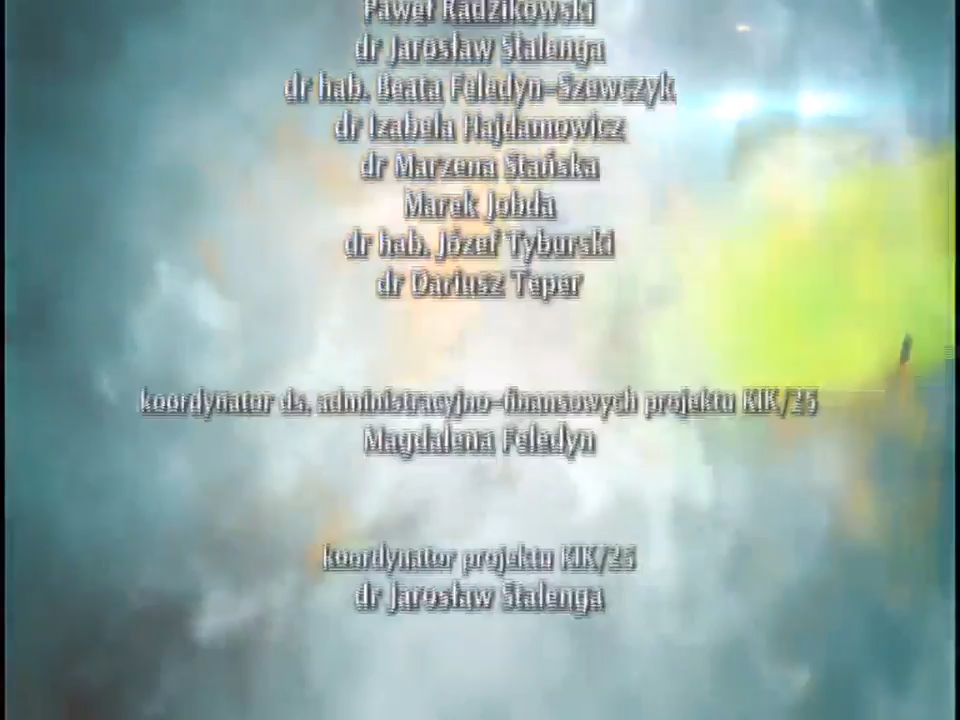 Paweł Radzikowski
dr Jarosław Stalenga
dr hab. Beata Feledyn-Szewczyk
dr Izabela Hajdamowicz
dr Marzena Stańska
Marek Jobda
dr hab. Józef Tyburski
dr Dariusz Teper
koordynator ds. administracyjno-finansowych projektu KIK/25
Magdalena Feledyn
koordynator projektu KIK/25
dr Jarosław Stalenga